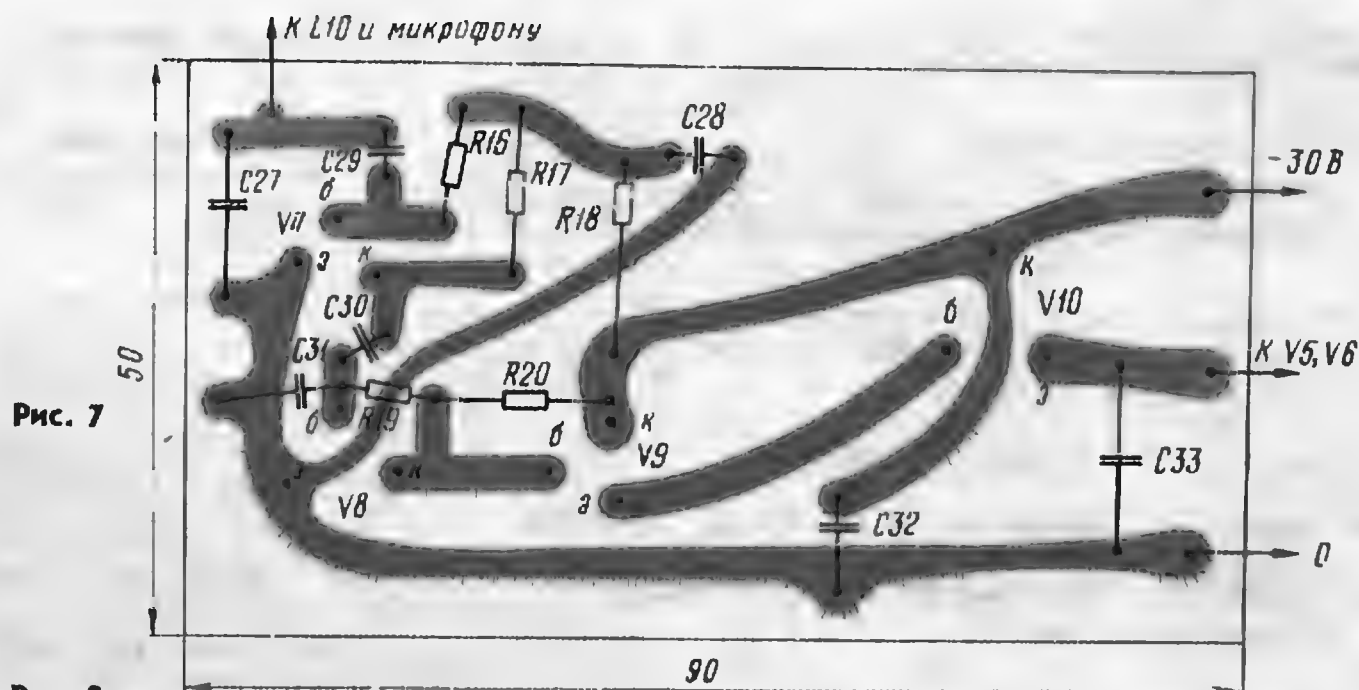 К L10 и микрофону
C28
R16
-30 В
C29
R17
C27
б
R18
V7
э
к
к
C30
V10
б
C31
К V5, V6
50
R20
э
Рис. 7
R19
б
б
к
V9
э
к
C33
V8
э
C32
0
90